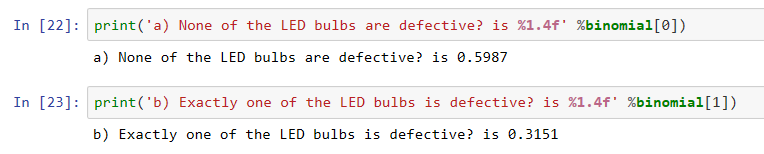 In [22]: print('a) None of the LED bulbs are defective? is %1.4f' %binomial[0])
a) None of the LED bulbs are defective? is 0.5987
In [23]: print('b) Exactly one of the LED bulbs is defective? is %1.4f' %binomial[1])
b) Exactly one of the LED bulbs is defective? is 0.3151